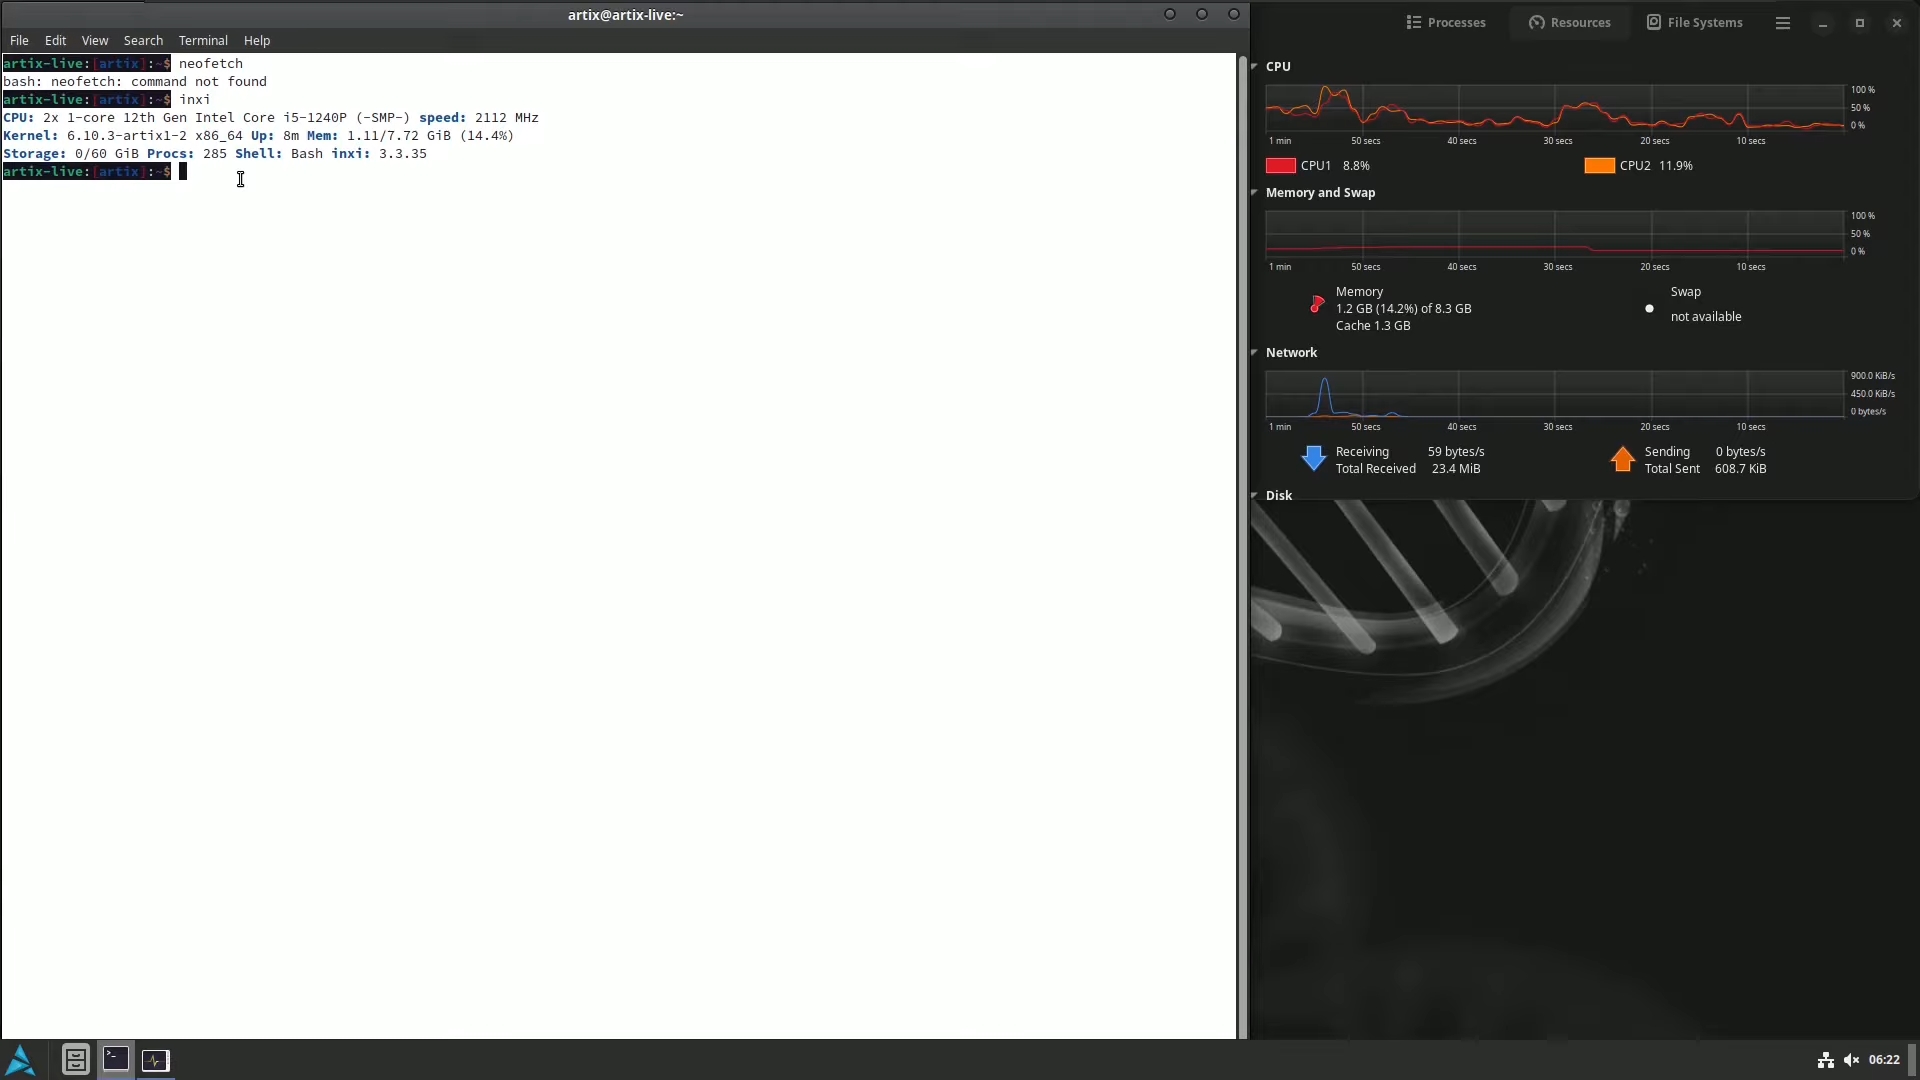 artix@artix-live:~
File Edit View Search Terminal Help
artix-live:[artix]:~$ neofetch
bash: neofetch: command not found
artix-live:[artix]:~$ inxi
CPU: 2x 1-core 12th Gen Intel Core i5-1240P (-SMP-) speed: 2112 MHz
Kernel: 6.10.3-artix1-2 x86_64 Up: 8m Mem: 1.11/7.72 GiB (14.4%)
Storage: 0/60 GiB Procs: 285 Shell: Bash inxi: 3.3.35
artix-live:[artix]:~$
Processes Resources File Systems
CPU
100 %
50 %
0 %
1 min 50 secs 40 secs 30 secs 20 secs 10 secs
CPU1 8.8% CPU2 11.9%
Memory and Swap
100 %
50 %
0 %
1 min 50 secs 40 secs 30 secs 20 secs 10 secs
Memory Swap
1.2 GB (14.2%) of 8.3 GB not available
Cache 1.3 GB
Network
900.0 KiB/s
450.0 KiB/s
0 bytes/s
1 min 50 secs 40 secs 30 secs 20 secs 10 secs
Receiving 59 bytes/s Sending 0 bytes/s
Total Received 23.4 MiB Total Sent 608.7 KiB
Disk
06:22